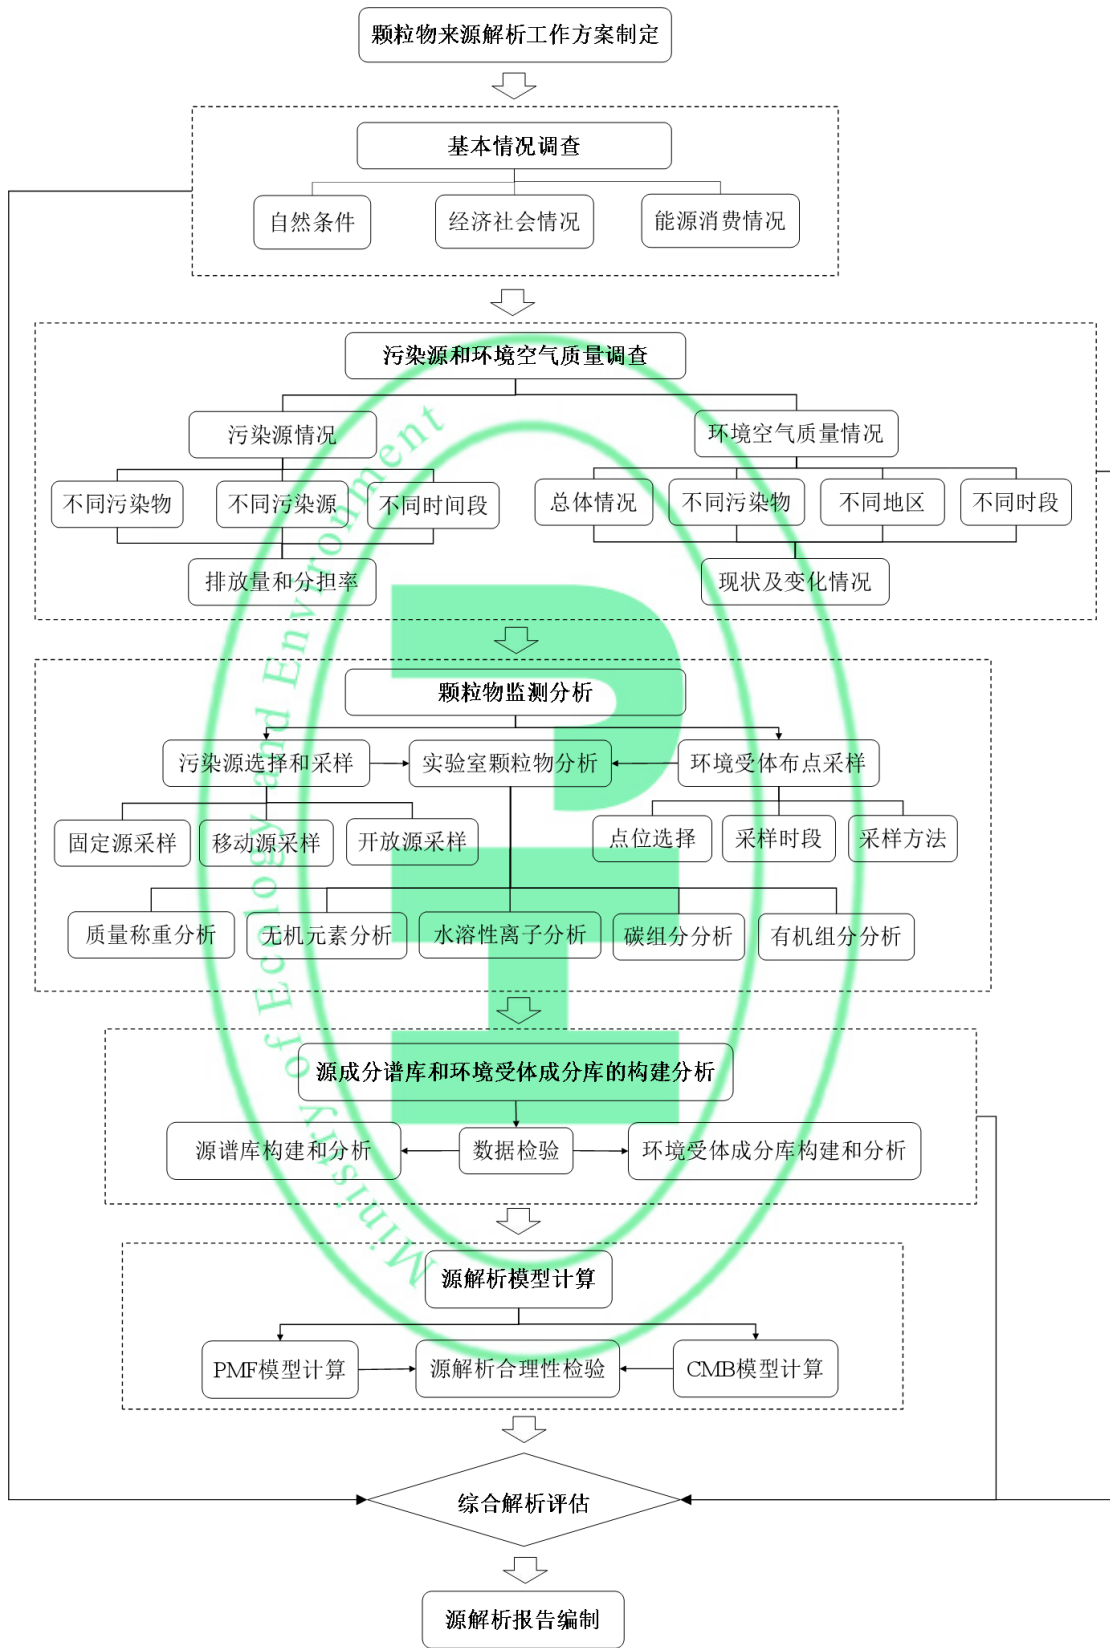 颗粒物来源解析工作方案制定
基本情况调查
自然条件
经济社会情况
能源消费情况
污染源和环境空气质量调查
污染源情况
环境空气质量情况
不同污染物
不同污染源
不同时间段
总体情况
不同污染物
不同地区
不同时段
排放量和分担率
现状及变化情况
颗粒物监测分析
污染源选择和采样
实验室颗粒物分析
环境受体布点采样
固定源采样
移动源采样
开放源采样
点位选择
采样时段
采样方法
质量称重分析
无机元素分析
水溶性离子分析
碳组分分析
有机组分分析
源成分谱库和环境受体成分库的构建分析
源谱库构建和分析
数据检验
环境受体成分库构建和分析
源解析模型计算
PMF模型计算
源解析合理性检验
CMB模型计算
综合解析评估
源解析报告编制
Ministry of Ecology and Environment